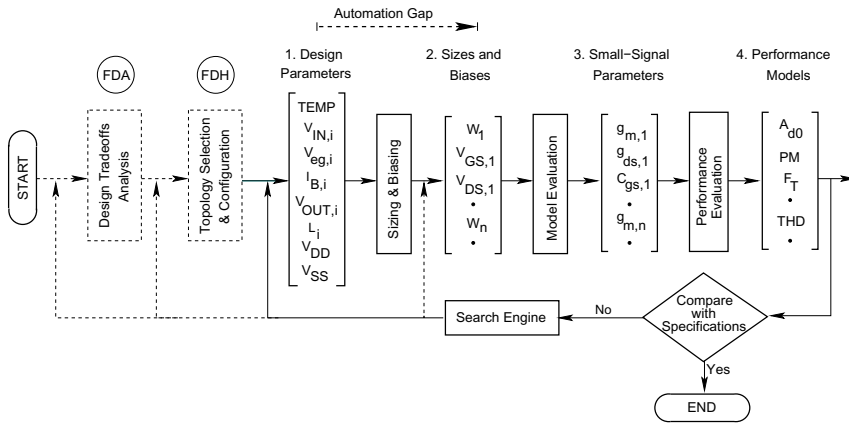 Automation Gap
1. Design
Parameters
2. Sizes and
Biases
3. Small−Signal
Parameters
4. Performance
Models
FDA
FDH
START
Design Tradeoffs
Analysis
Topology Selection
& Configuration
TEMP
V_IN,i
V_eg,i
I_B,i
V_OUT,i
L_i
V_DD
V_SS
Sizing & Biasing
W_1
V_GS,1
V_DS,1
•
W_n
•
Model Evaluation
g_m,1
g_ds,1
C_gs,1
•
g_m,n
•
Performance
Evaluation
A_d0
PM
F_T
•
THD
•
Search Engine
No
Compare
with
Specifications
Yes
END